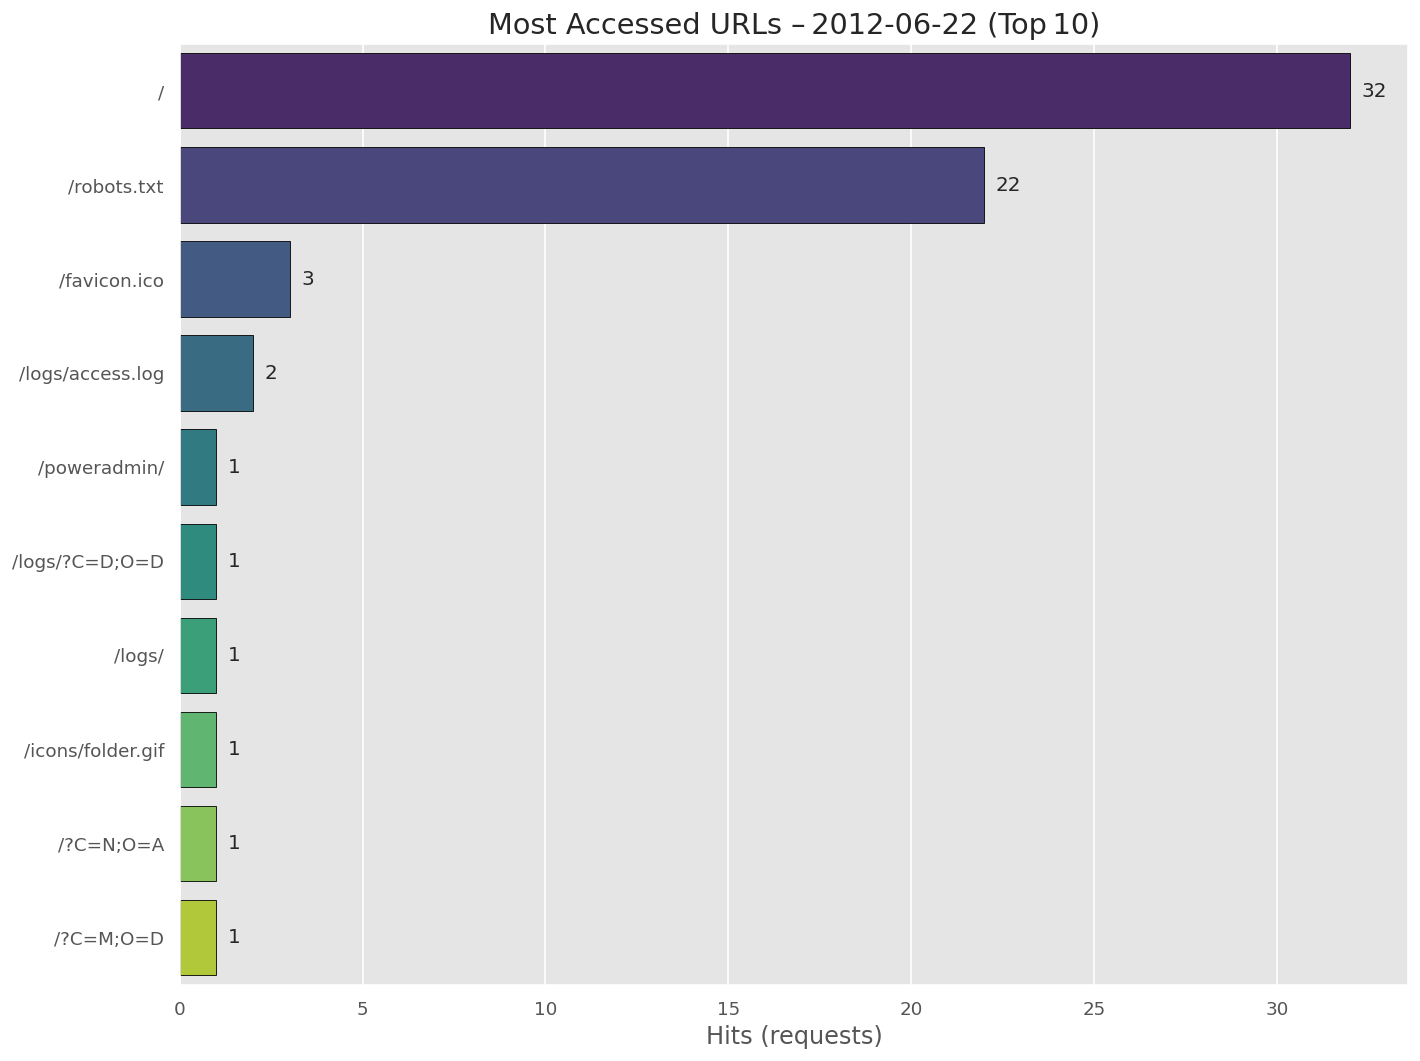 Most Accessed URLs – 2012-06-22 (Top 10)
/ 32
/robots.txt 22
/favicon.ico 3
/logs/access.log 2
/poweradmin/ 1
/logs/?C=D;O=D 1
/logs/ 1
/icons/folder.gif 1
/?C=N;O=A 1
/?C=M;O=D 1
0 5 10 15 20 25 30
Hits (requests)